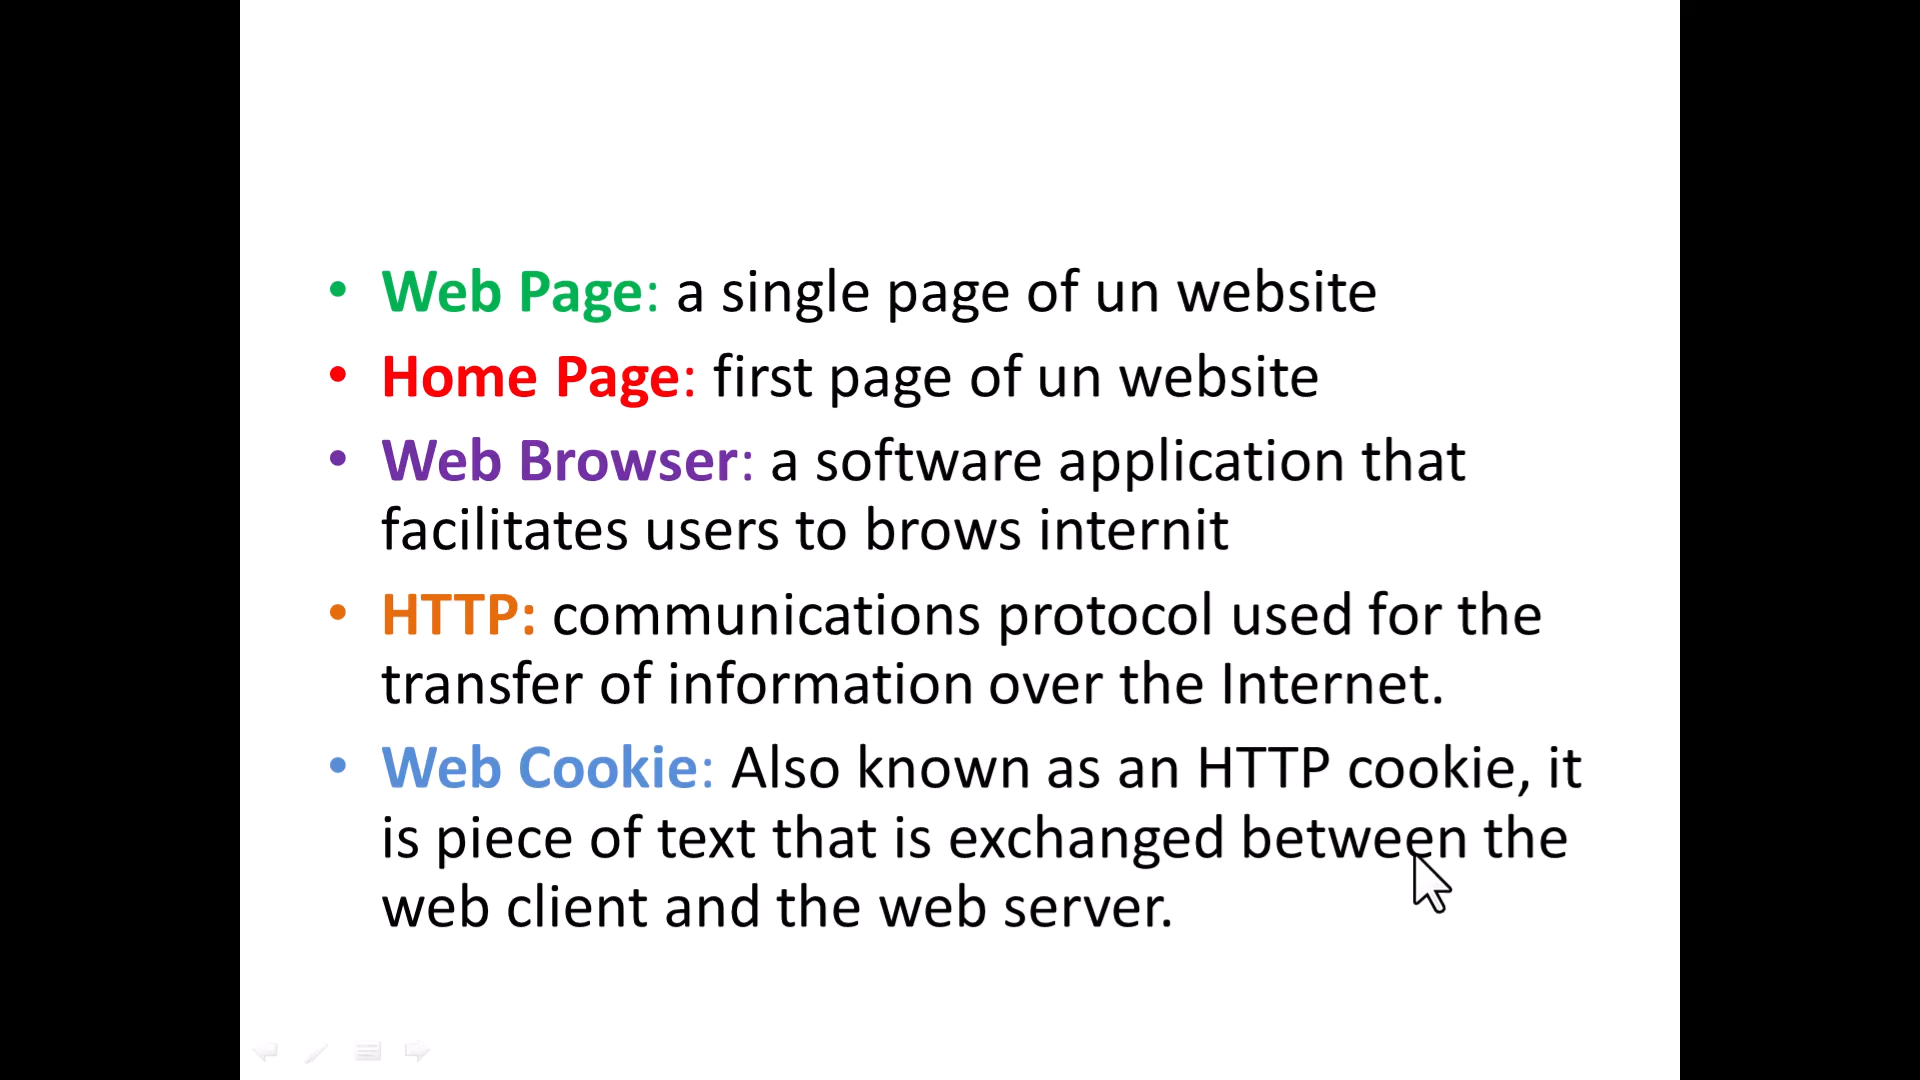 • Web Page: a single page of un website
• Home Page: first page of un website
• Web Browser: a software application that
facilitates users to brows internit
• HTTP: communications protocol used for the
transfer of information over the Internet.
• Web Cookie: Also known as an HTTP cookie, it
is piece of text that is exchanged between the
web client and the web server.